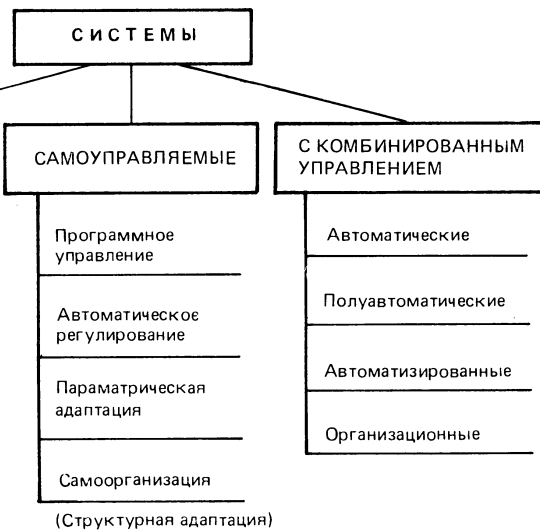 СИСТЕМЫ
САМОУПРАВЛЯЕМЫЕ
Программное
управление
Автоматическое
регулирование
Параматрическая
адаптация
Самоорганизация
(Структурная адаптация)
С КОМБИНИРОВАННЫМ
УПРАВЛЕНИЕМ
Автоматические
Полуавтоматические
Автоматизированные
Организационные